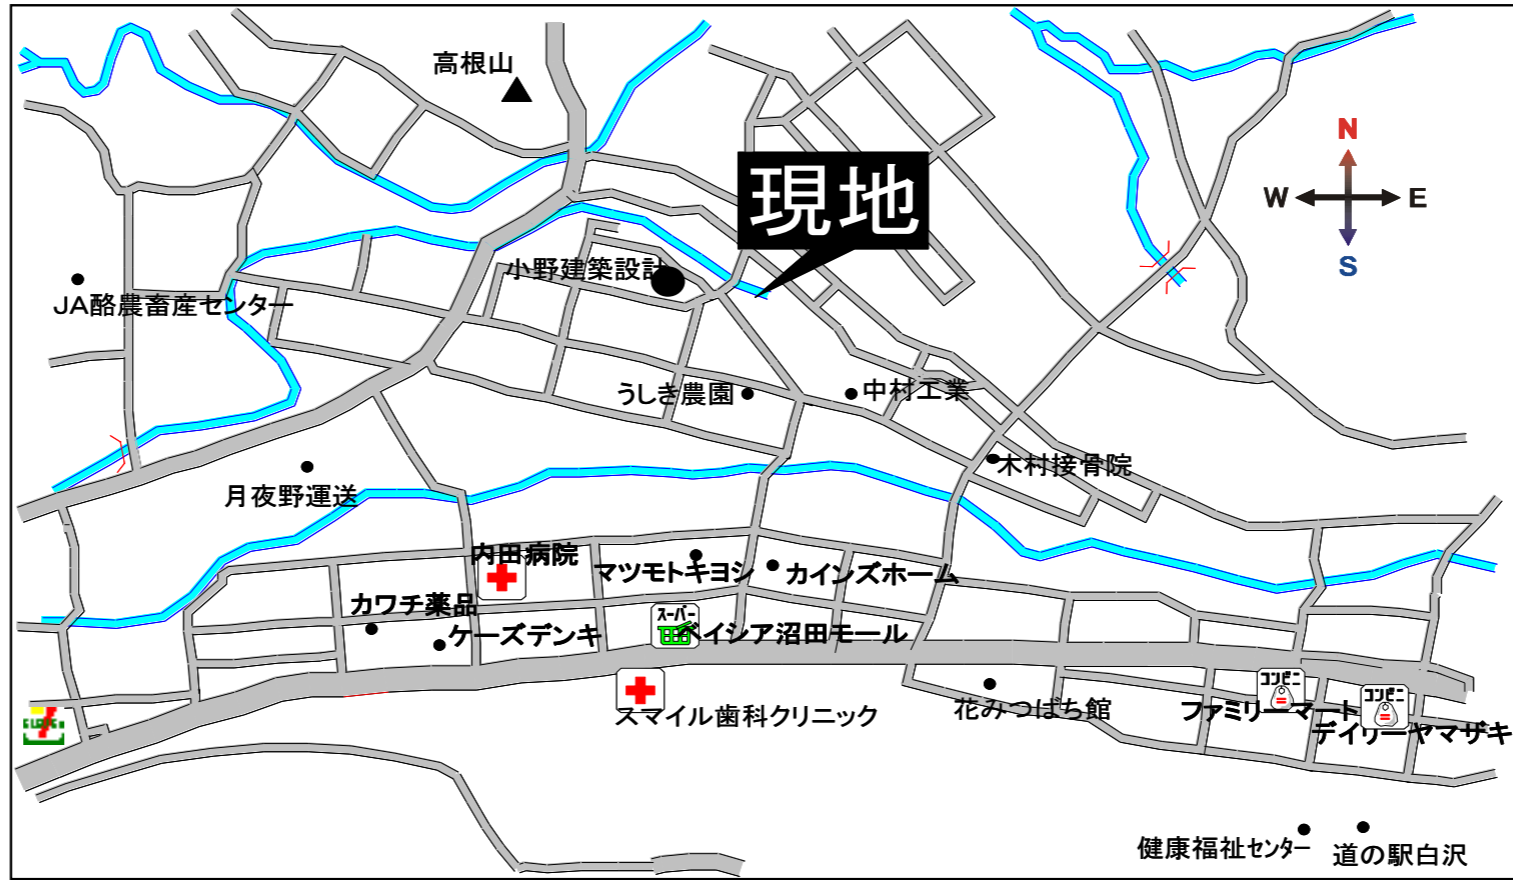 高根山
N
現地
W
E
S
小野建築設計
JA酪農畜産センター
うしき農園
中村工業
木村接骨院
月夜野運送
内田病院
マツモトキヨシ
カインズホーム
カワチ薬品
スーパー
ケーズデンキ
ベイシア沼田モール
コンビニ
コンビニ
スマイル歯科クリニック
花みつばち館
ファミリーマート
デイリーヤマザキ
健康福祉センター
道の駅白沢